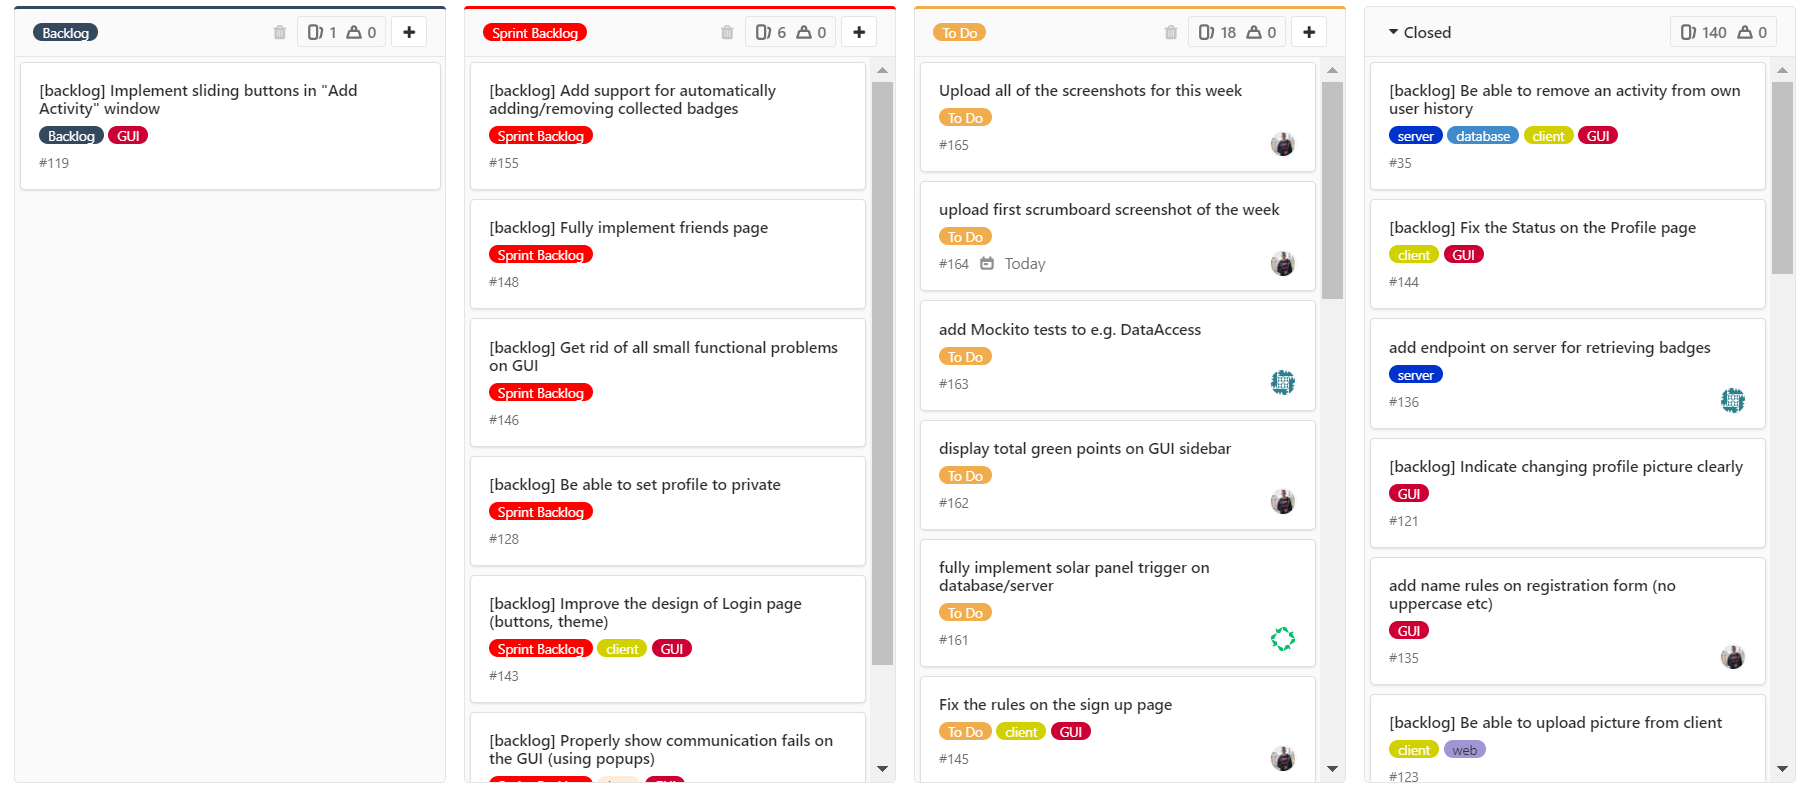 Backlog
1 0
[backlog] Implement sliding buttons in "Add
Activity" window
Backlog GUI
#119
Sprint Backlog
6 0
[backlog] Add support for automatically
adding/removing collected badges
Sprint Backlog
#155
[backlog] Fully implement friends page
Sprint Backlog
#148
[backlog] Get rid of all small functional problems
on GUI
Sprint Backlog
#146
[backlog] Be able to set profile to private
Sprint Backlog
#128
[backlog] Improve the design of Login page
(buttons, theme)
Sprint Backlog client GUI
#143
[backlog] Properly show communication fails on
the GUI (using popups)
To Do
18 0
Upload all of the screenshots for this week
To Do
#165
upload first scrumboard screenshot of the week
To Do
#164 Today
add Mockito tests to e.g. DataAccess
To Do
#163
display total green points on GUI sidebar
To Do
#162
fully implement solar panel trigger on
database/server
To Do
#161
Fix the rules on the sign up page
To Do client GUI
#145
Closed
140 0
[backlog] Be able to remove an activity from own
user history
server database client GUI
#35
[backlog] Fix the Status on the Profile page
client GUI
#144
add endpoint on server for retrieving badges
server
#136
[backlog] Indicate changing profile picture clearly
GUI
#121
add name rules on registration form (no
uppercase etc)
GUI
#135
[backlog] Be able to upload picture from client
client web
#123